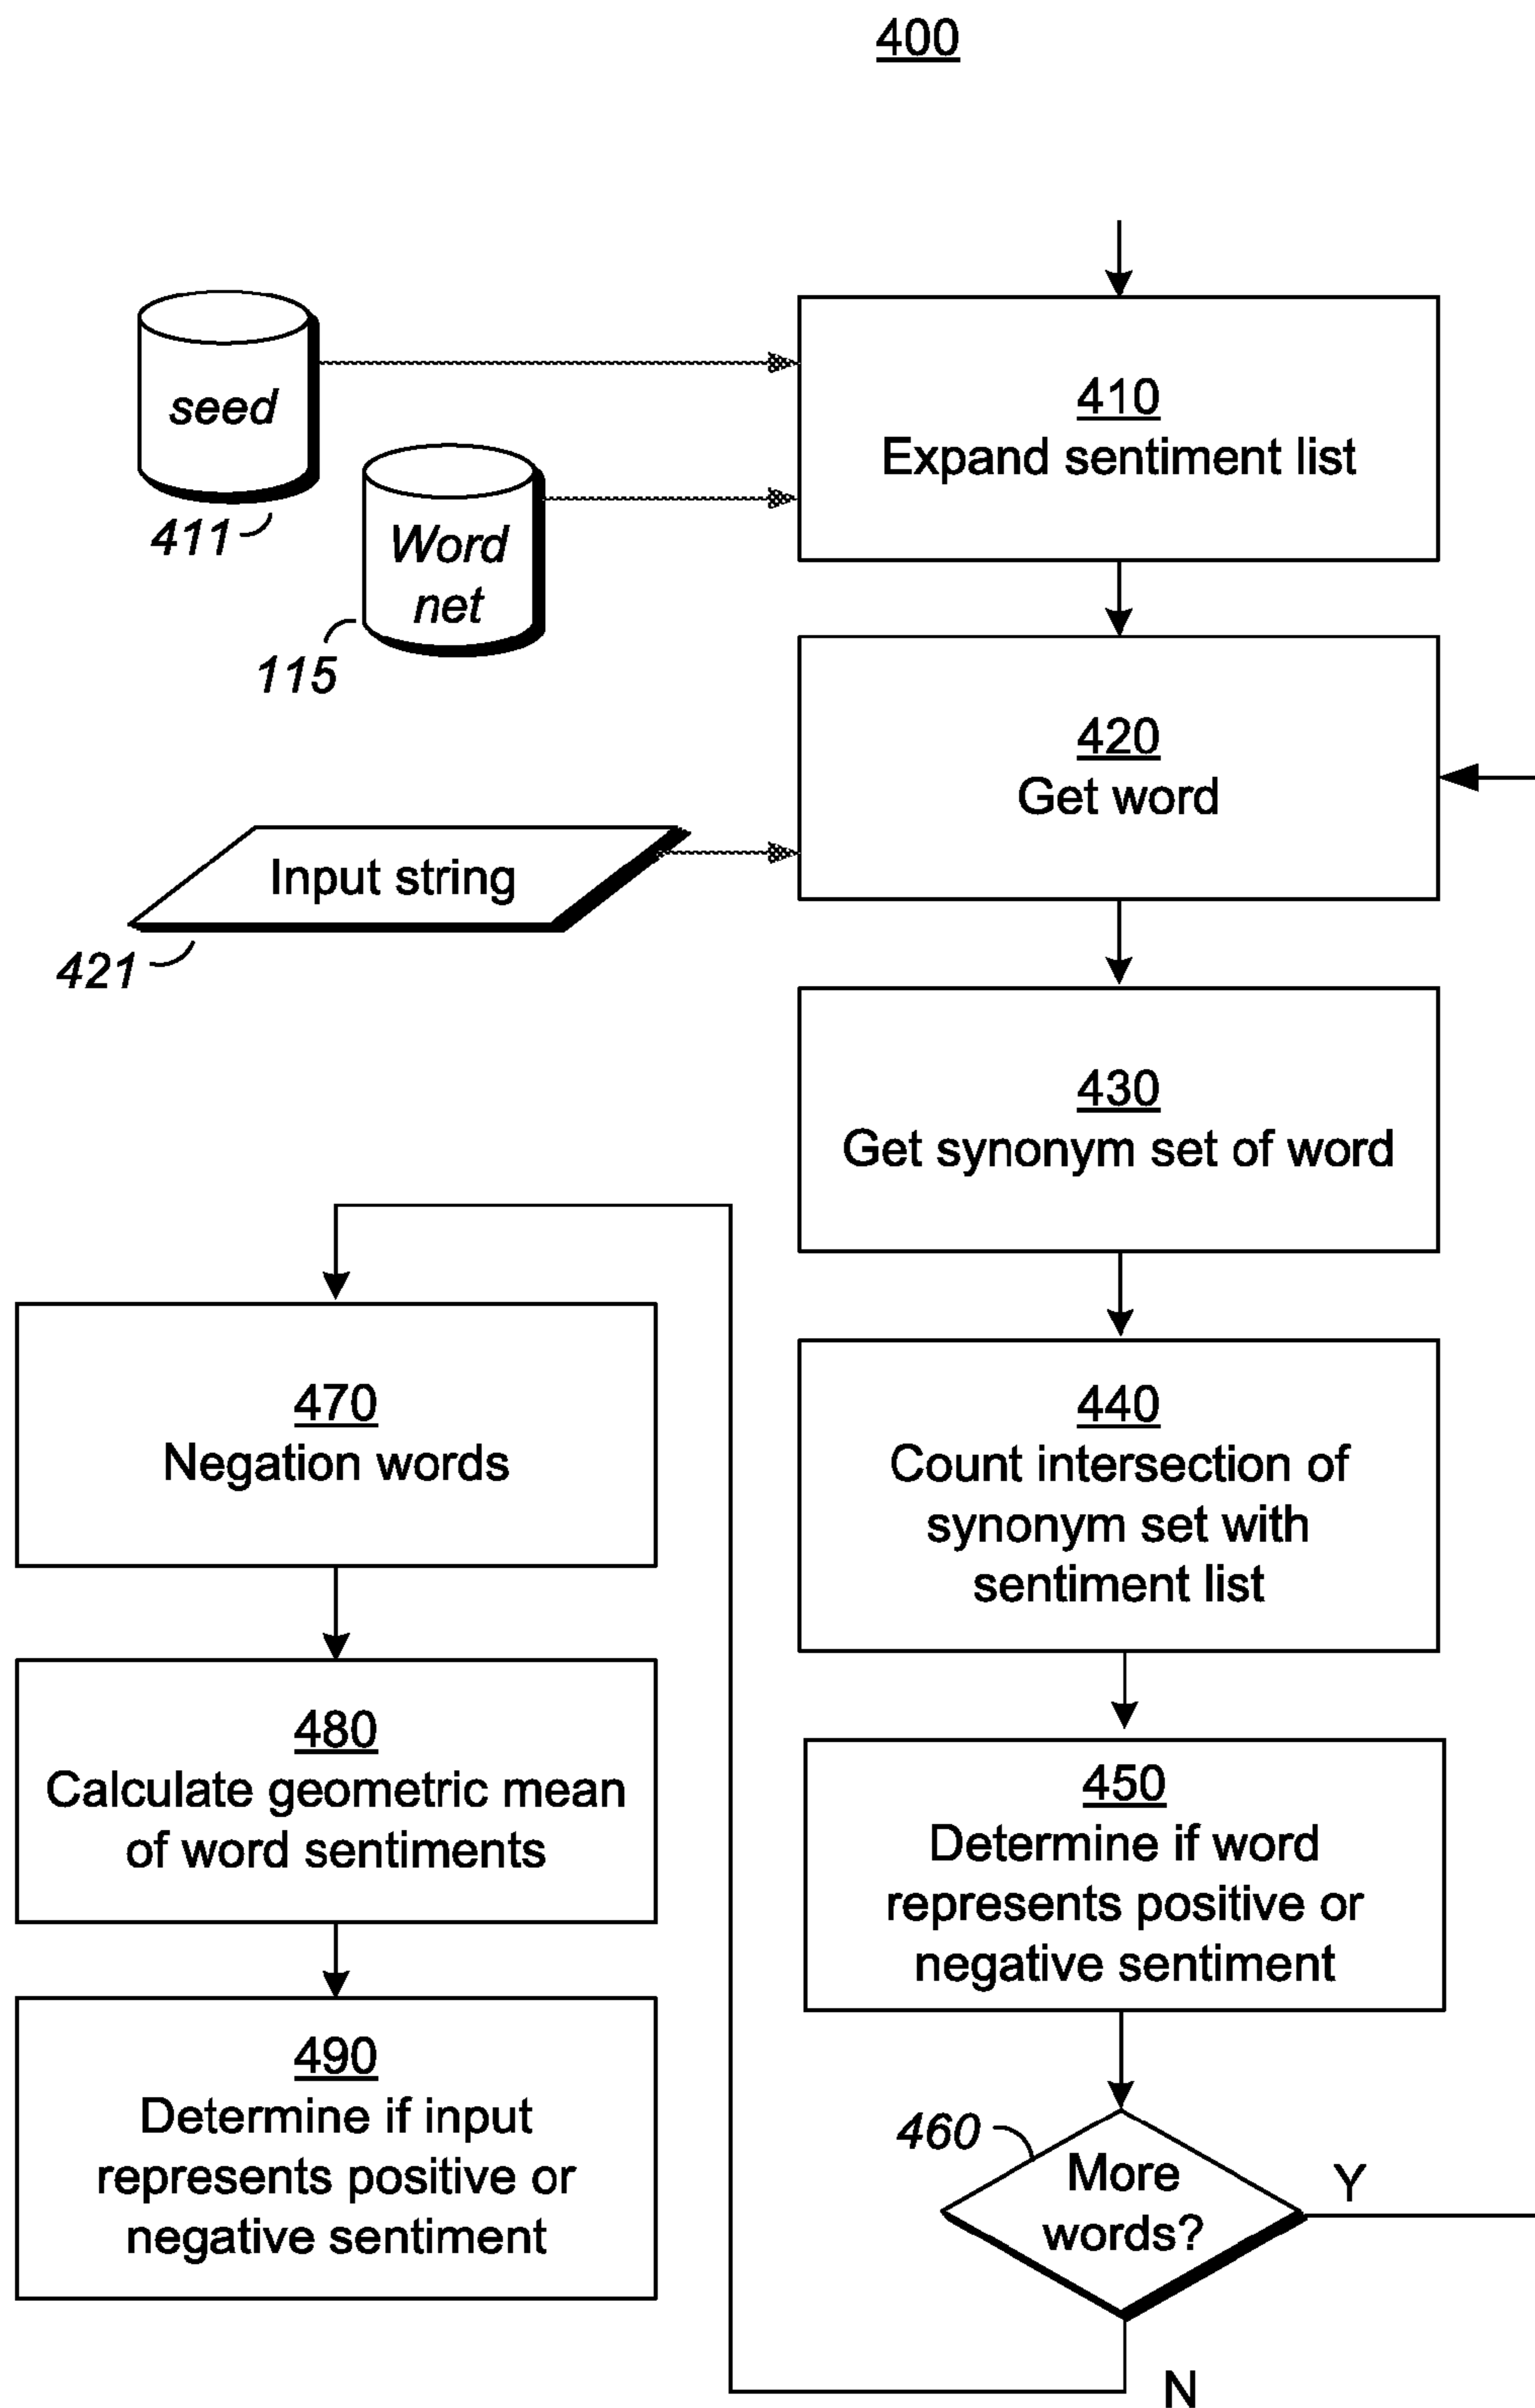 400
seed
411
Word
net
115
410
Expand sentiment list
420
Get word
Input string
421
430
Get synonym set of word
440
Count intersection of
synonym set with
sentiment list
450
Determine if word
represents positive or
negative sentiment
460
More
words?
Y
N
470
Negation words
480
Calculate geometric mean
of word sentiments
490
Determine if input
represents positive or
negative sentiment